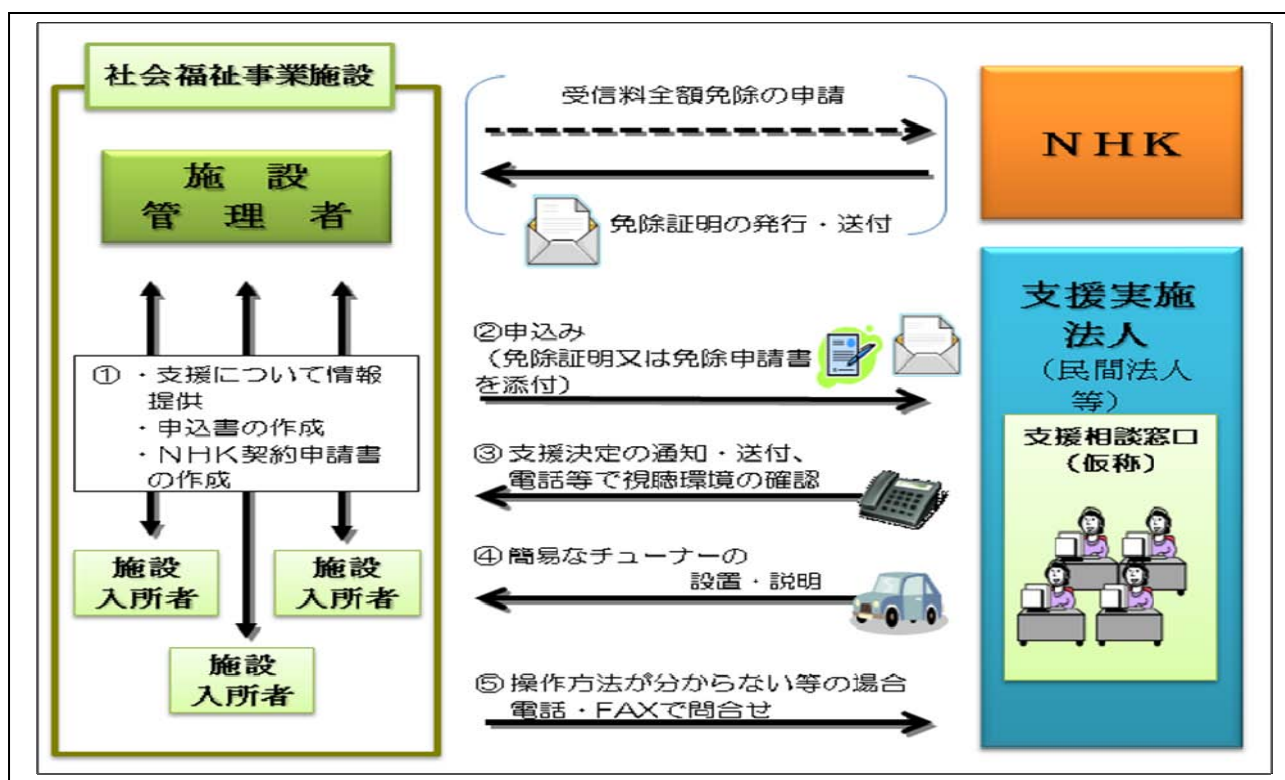 社会福祉事業施設
施設
管理者
① ・支援について情報
提供
・申込書の作成
・ＮＨＫ契約申請書
の作成
施設
入所者
施設
入所者
施設
入所者
受信料全額免除の申請
免除証明の発行・送付
②申込み
（免除証明又は免除申請書
を添付）
③支援決定の通知・送付、
電話等で視聴環境の確認
④簡易なチューナーの
設置・説明
⑤操作方法が分からない等の場合
電話・FAXで問合せ
ＮＨＫ
支援実施
法人
（民間法人
等）
支援相談窓口
（仮称）